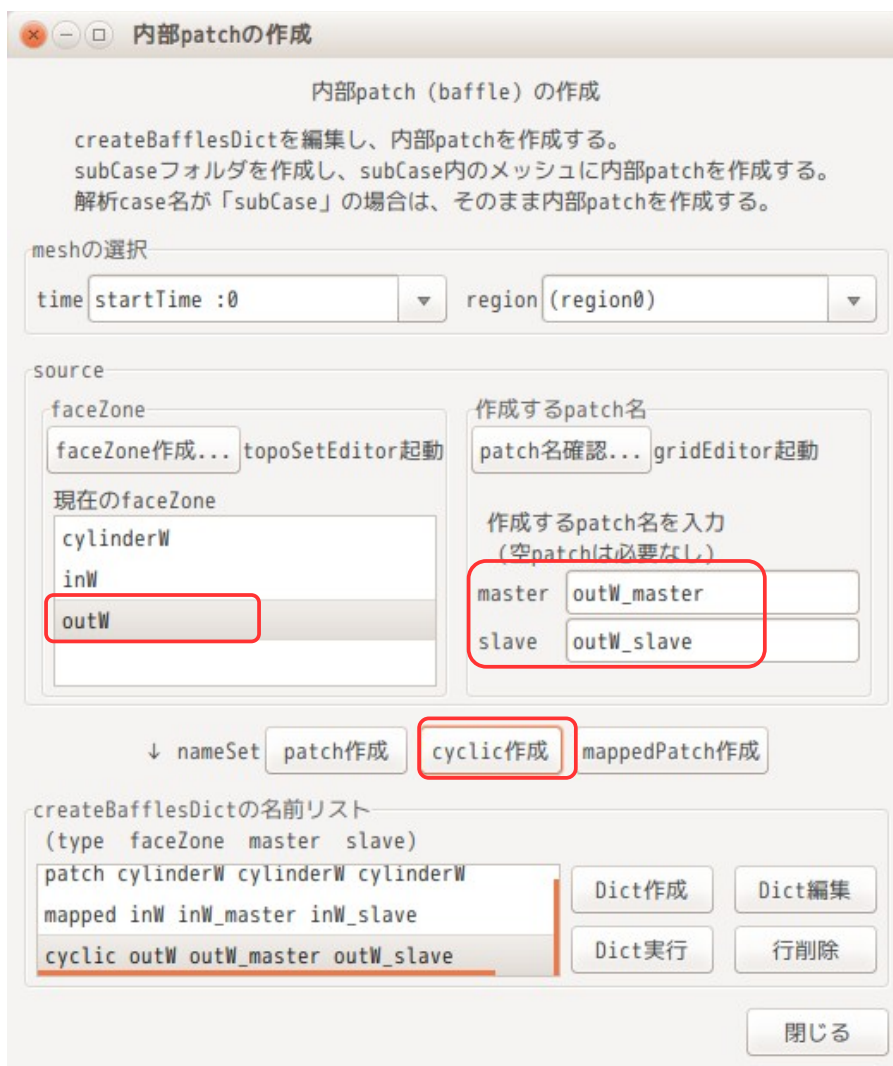 内部patchの作成
内部patch (baffle) の作成
createBafflesDictを編集し、内部patchを作成する。
subCaseフォルダを作成し、subCase内のメッシュに内部patchを作成する。
解析case名が「subCase」の場合は、そのまま内部patchを作成する。
meshの選択
time startTime :0 region (region0)
source
faceZone
faceZone作成... topoSetEditor起動
現在のfaceZone
cylinderW
inW
outW
作成するpatch名
patch名確認... gridEditor起動
作成するpatch名を入力
(空patchは必要なし)
master outW_master
slave outW_slave
↓ nameSet patch作成 cyclic作成 mappedPatch作成
createBafflesDictの名前リスト
(type faceZone master slave)
patch cylinderW cylinderW cylinderW
mapped inW inW_master inW_slave
cyclic outW outW_master outW_slave
Dict作成 Dict編集
Dict実行 行削除
閉じる